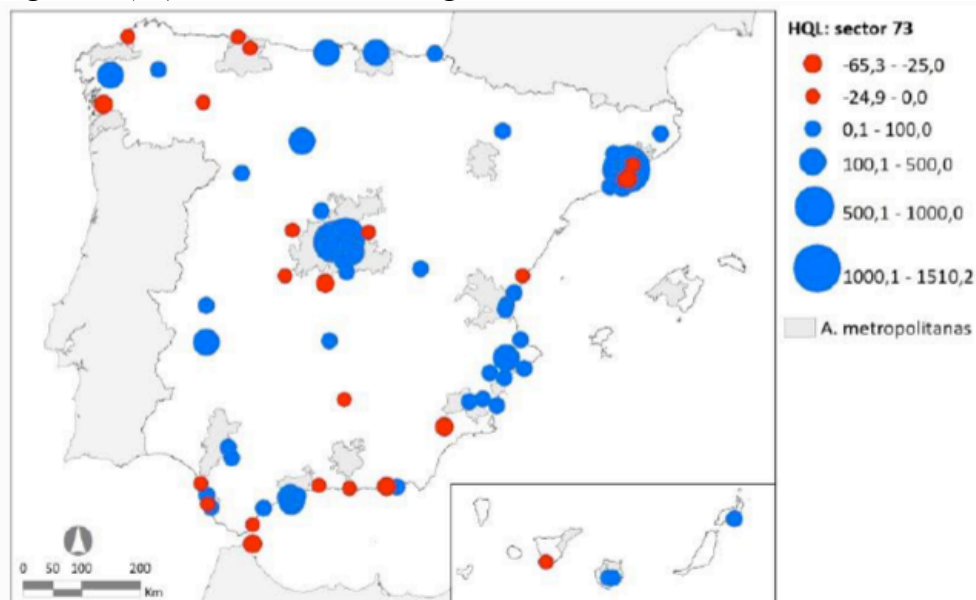 HQL: sector 73
-65,3 - -25,0
-24,9 - 0,0
0,1 - 100,0
100,1 - 500,0
500,1 - 1000,0
1000,1 - 1510,2
A. metropolitanas
0 50 100 200
Km